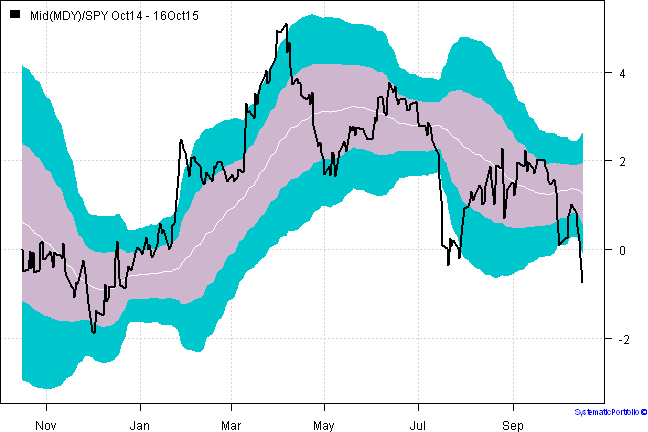 Mid(MDY)/SPY Oct14 - 16Oct15
4
2
0
-2
Nov Jan Mar May Jul Sep
SystematicPortfolio ©